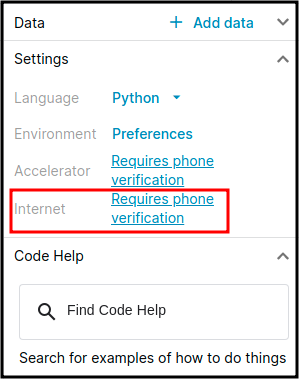 Data + Add data
Settings
Language Python
Environment Preferences
Accelerator Requires phone
verification
Internet Requires phone
verification
Code Help
Find Code Help
Search for examples of how to do things